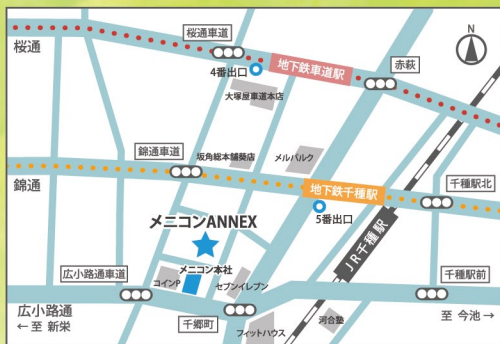 桜通
桜通車道
N
4番出口
地下鉄車道駅
赤萩
大塚屋車道本店
錦通車道
坂角総本舗葵店
メルパルク
錦通
地下鉄千種駅
千種駅北
5番出口
メニコンANNEX
JR千種駅
広小路通車道
メニコン本社
コインP
セブンイレブン
千種駅前
広小路通
← 至 新栄
千郷町
フィットハウス
河合塾
至 今池 →